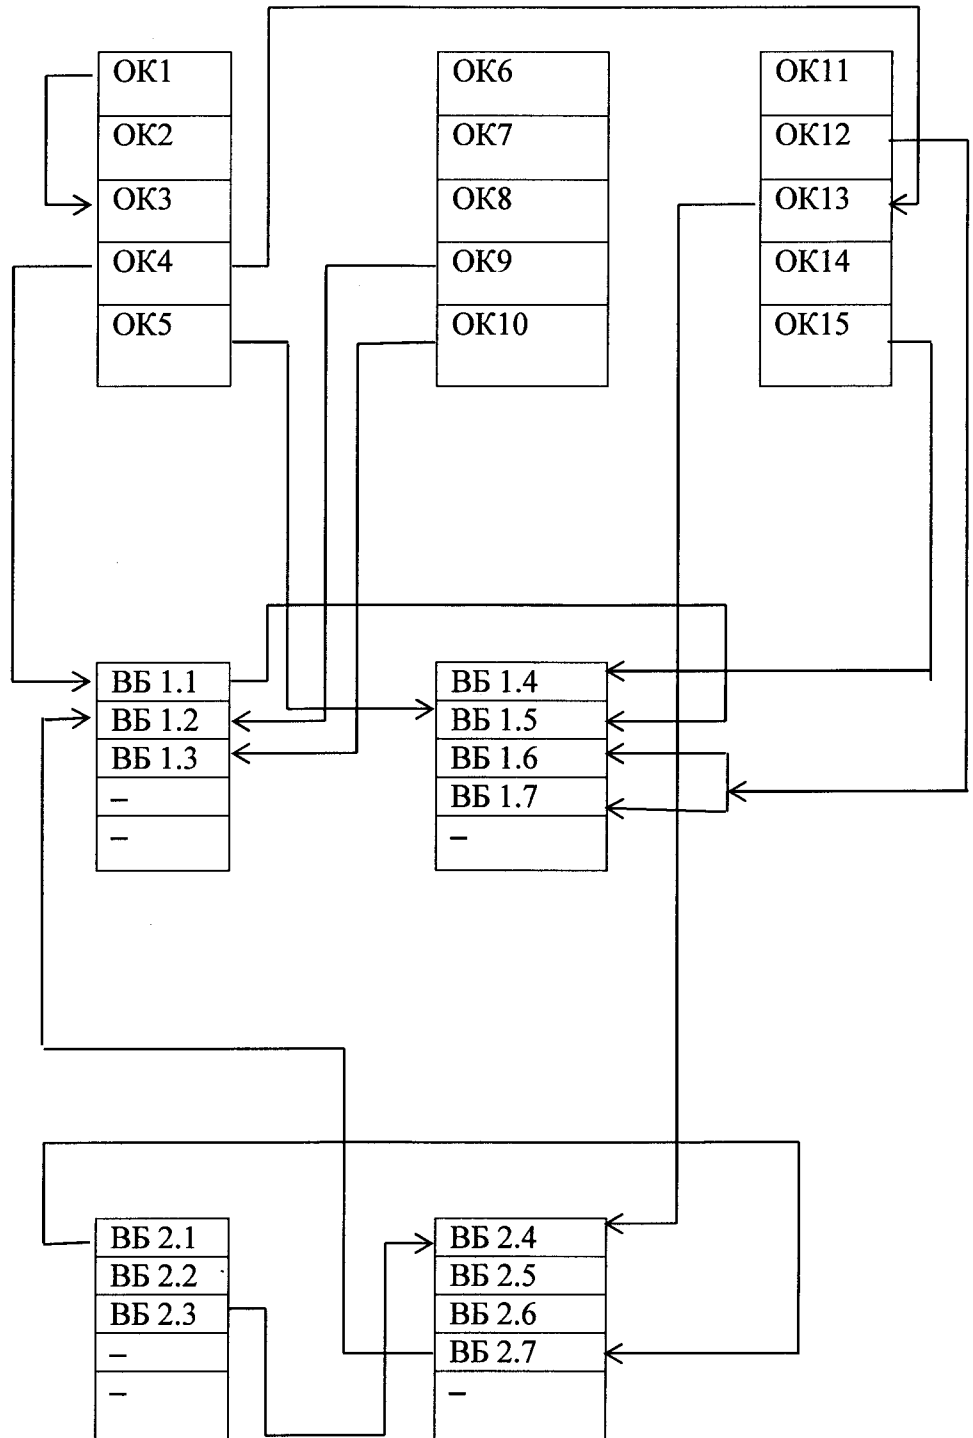 ОК1
ОК2
ОК3
ОК4
ОК5
ОК6
ОК7
ОК8
ОК9
ОК10
ОК11
ОК12
ОК13
ОК14
ОК15
ВБ 1.1
ВБ 1.2
ВБ 1.3
–
–
ВБ 1.4
ВБ 1.5
ВБ 1.6
ВБ 1.7
–
ВБ 2.1
ВБ 2.2
ВБ 2.3
–
–
ВБ 2.4
ВБ 2.5
ВБ 2.6
ВБ 2.7
–